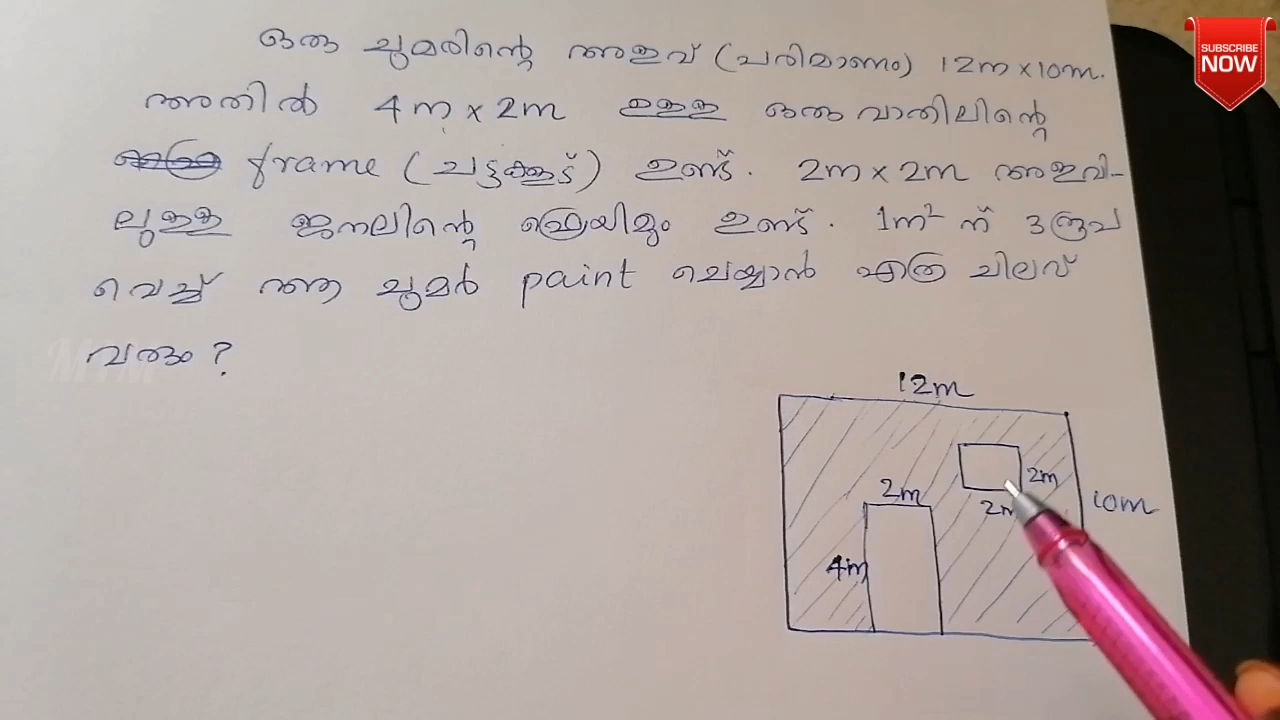 ഒരു ചുമരിന്റെ അളവ് (പരിമാണം) 12m x 10m.
അതിൽ 4m x 2m ഉള്ള ഒരു വാതിലിന്റെ
frame (ചട്ടക്കൂട്) ഉണ്ട്. 2m x 2m അളവി-
ലുള്ള ജനലിന്റെ ഫ്രെയിമും ഉണ്ട്. 1m² ന് 3 രൂപ
വെച്ച് ആ ചുമർ paint ചെയ്യാൻ എത്ര ചിലവ്
വരും?
SUBSCRIBE
NOW
12m
2m
2m
2m
10m
4m